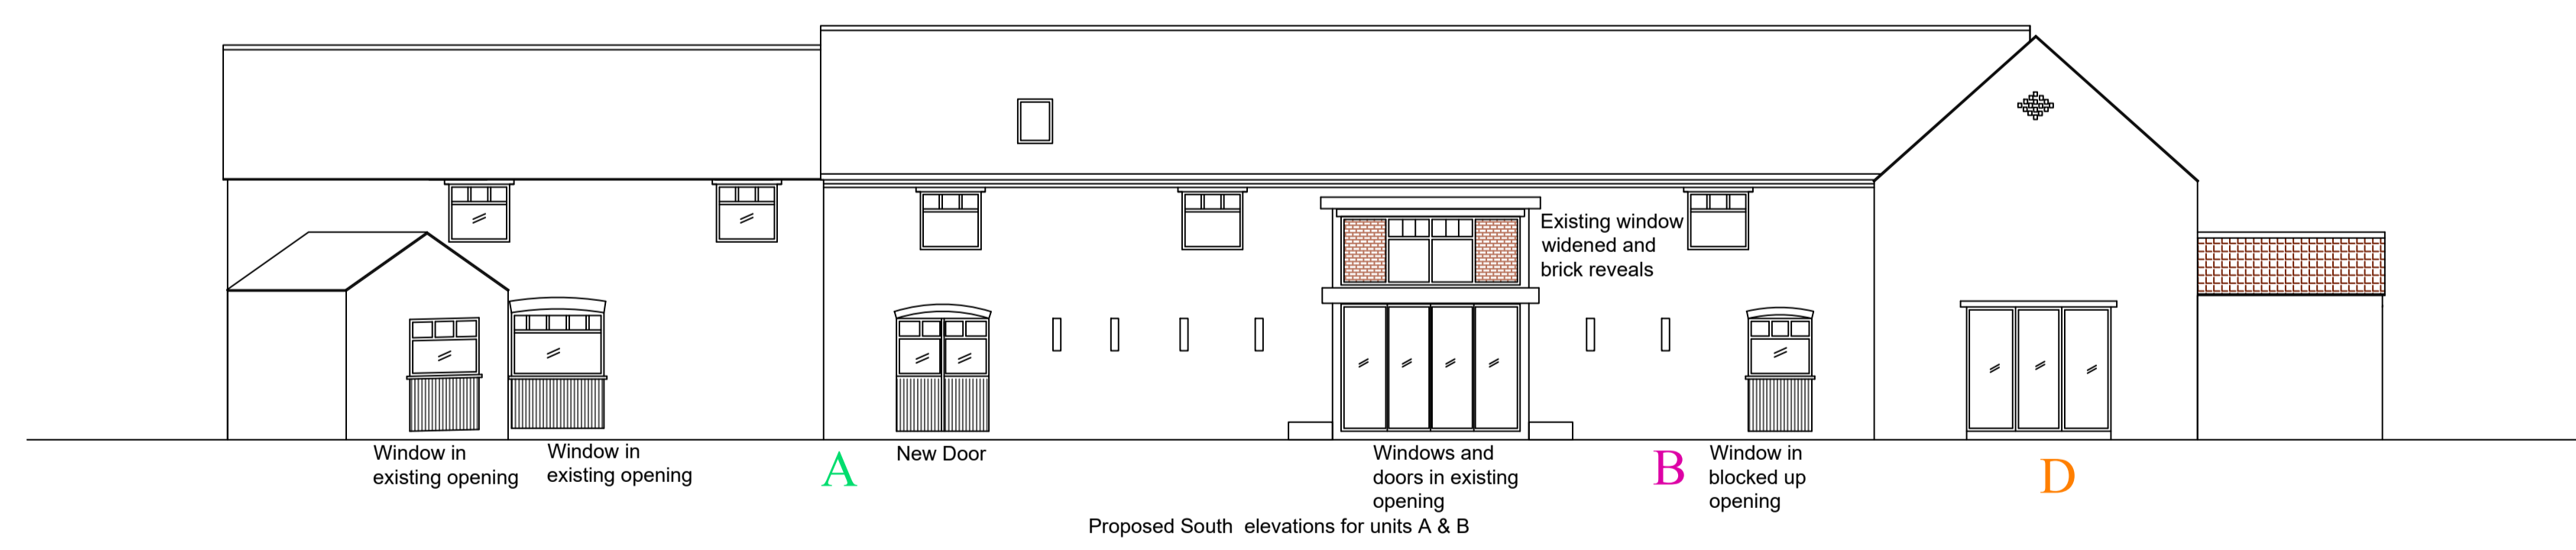 Existing window
widened and
brick reveals
Window in
existing opening
Window in
existing opening
A
New Door
Windows and
doors in existing
opening
B
Window in
blocked up
opening
D
Proposed South elevations for units A & B